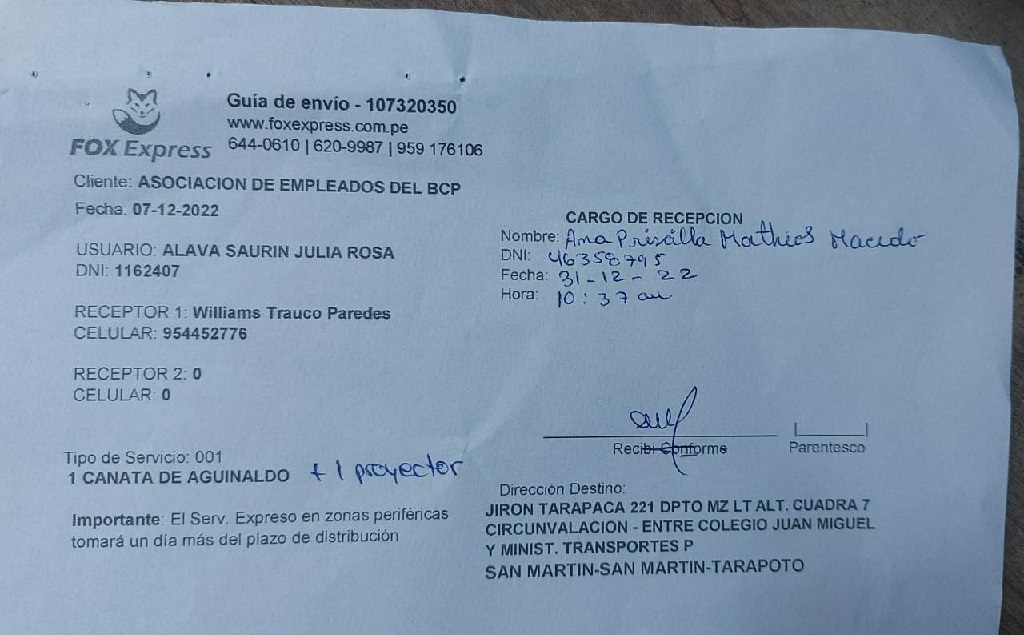 FOX Express
Guía de envío - 107320350
www.foxexpress.com.pe
644-0610 | 620-9987 | 959 176106
Cliente: ASOCIACION DE EMPLEADOS DEL BCP
Fecha: 07-12-2022
USUARIO: ALAVA SAURIN JULIA ROSA
DNI: 1162407
RECEPTOR 1: Williams Trauco Paredes
CELULAR: 954452776
RECEPTOR 2: 0
CELULAR: 0
Tipo de Servicio: 001
1 CANATA DE AGUINALDO + 1 proyector
Importante: El Serv. Expreso en zonas periféricas
tomará un día más del plazo de distribución
CARGO DE RECEPCION
Nombre: Ana Priscilla Mathios Macedo
DNI: 46358795
Fecha: 31-12-22
Hora: 10:37 am
Recibi Conforme
Parentesco
Dirección Destino:
JIRON TARAPACA 221 DPTO MZ LT ALT. CUADRA 7
CIRCUNVALACION - ENTRE COLEGIO JUAN MIGUEL
Y MINIST. TRANSPORTES P
SAN MARTIN-SAN MARTIN-TARAPOTO